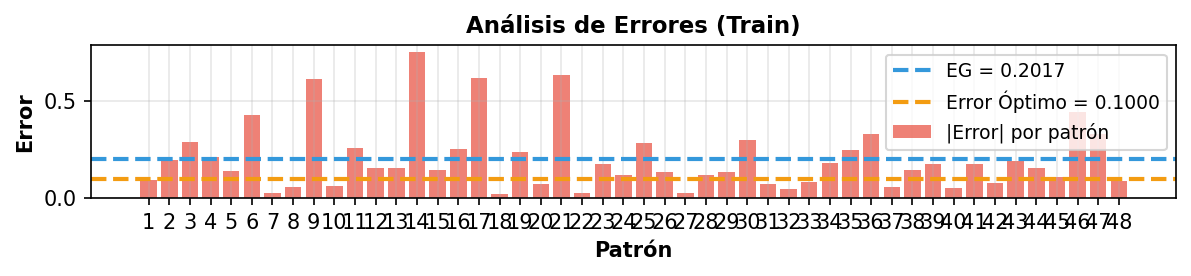 Análisis de Errores (Train)
Error
0.5
0.0
EG = 0.2017
Error Óptimo = 0.1000
|Error| por patrón
1 2 3 4 5 6 7 8 9 10 11 12 13 14 15 16 17 18 19 20 21 22 23 24 25 26 27 28 29 30 31 32 33 34 35 36 37 38 39 40 41 42 43 44 45 46 47 48
Patrón